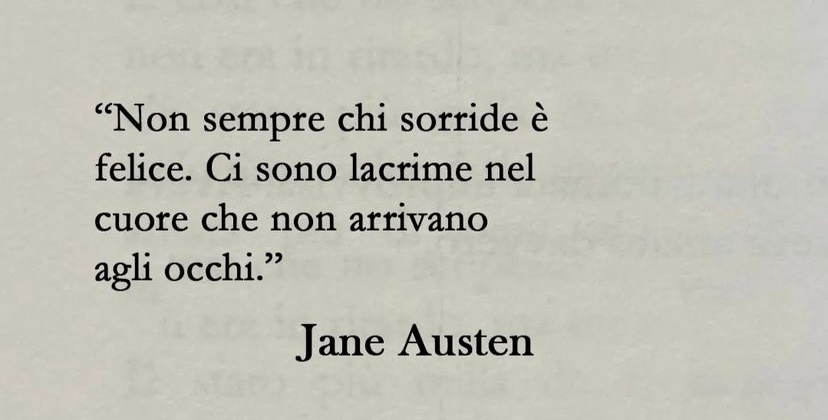 “Non sempre chi sorride è
felice. Ci sono lacrime nel
cuore che non arrivano
agli occhi.”
Jane Austen